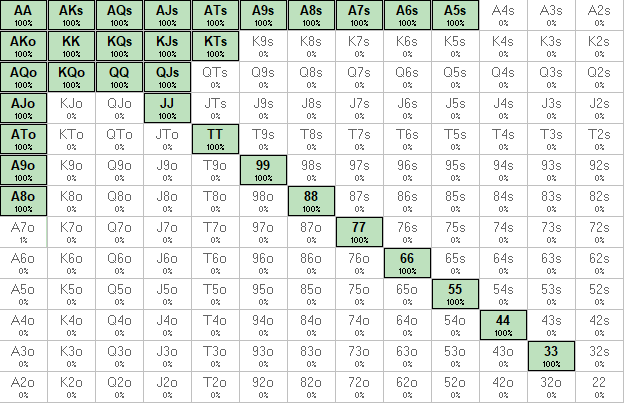 AA AKs AQs AJs ATs A9s A8s A7s A6s A5s A4s A3s A2s
100% 100% 100% 100% 100% 100% 100% 100% 100% 100% 0% 0% 0%
AKo KK KQs KJs KTs K9s K8s K7s K6s K5s K4s K3s K2s
100% 100% 100% 100% 100% 0% 0% 0% 0% 0% 0% 0% 0%
AQo KQo QQ QJs QTs Q9s Q8s Q7s Q6s Q5s Q4s Q3s Q2s
100% 100% 100% 100% 0% 0% 0% 0% 0% 0% 0% 0% 0%
AJo KJo QJo JJ JTs J9s J8s J7s J6s J5s J4s J3s J2s
100% 0% 0% 100% 0% 0% 0% 0% 0% 0% 0% 0% 0%
ATo KTo QTo JTo TT T9s T8s T7s T6s T5s T4s T3s T2s
100% 0% 0% 0% 100% 0% 0% 0% 0% 0% 0% 0% 0%
A9o K9o Q9o J9o T9o 99 98s 97s 96s 95s 94s 93s 92s
100% 0% 0% 0% 0% 100% 0% 0% 0% 0% 0% 0% 0%
A8o K8o Q8o J8o T8o 98o 88 87s 86s 85s 84s 83s 82s
100% 0% 0% 0% 0% 0% 100% 0% 0% 0% 0% 0% 0%
A7o K7o Q7o J7o T7o 97o 87o 77 76s 75s 74s 73s 72s
1% 0% 0% 0% 0% 0% 0% 100% 0% 0% 0% 0% 0%
A6o K6o Q6o J6o T6o 96o 86o 76o 66 65s 64s 63s 62s
0% 0% 0% 0% 0% 0% 0% 0% 100% 0% 0% 0% 0%
A5o K5o Q5o J5o T5o 95o 85o 75o 65o 55 54s 53s 52s
0% 0% 0% 0% 0% 0% 0% 0% 0% 100% 0% 0% 0%
A4o K4o Q4o J4o T4o 94o 84o 74o 64o 54o 44 43s 42s
0% 0% 0% 0% 0% 0% 0% 0% 0% 0% 100% 0% 0%
A3o K3o Q3o J3o T3o 93o 83o 73o 63o 53o 43o 33 32s
0% 0% 0% 0% 0% 0% 0% 0% 0% 0% 0% 100% 0%
A2o K2o Q2o J2o T2o 92o 82o 72o 62o 52o 42o 32o 22
0% 0% 0% 0% 0% 0% 0% 0% 0% 0% 0% 0% 0%